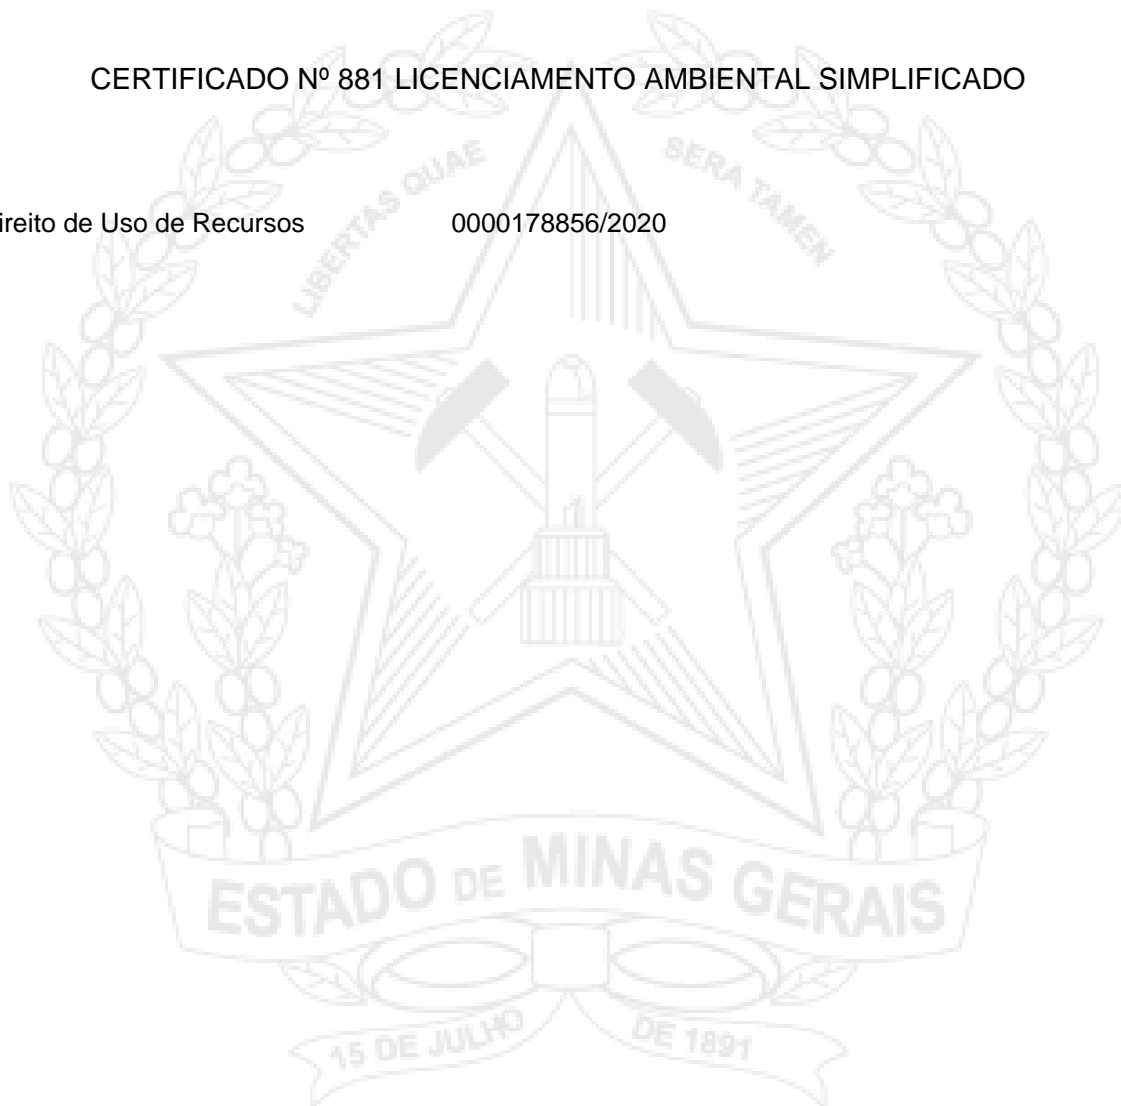 CERTIFICADO Nº 881 LICENCIAMENTO AMBIENTAL SIMPLIFICADO
LIBERTAS QUAE SERA TAMEN
ireito de Uso de Recursos 0000178856/2020
ESTADO DE MINAS GERAIS
15 DE JULHO DE 1891